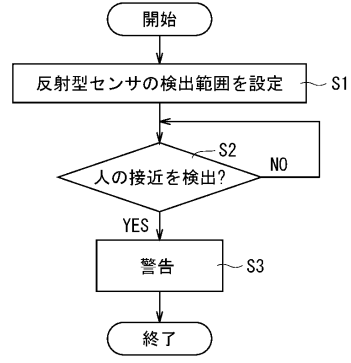 開始
反射型センサの検出範囲を設定
S1
S2
人の接近を検出?
NO
YES
警告
S3
終了